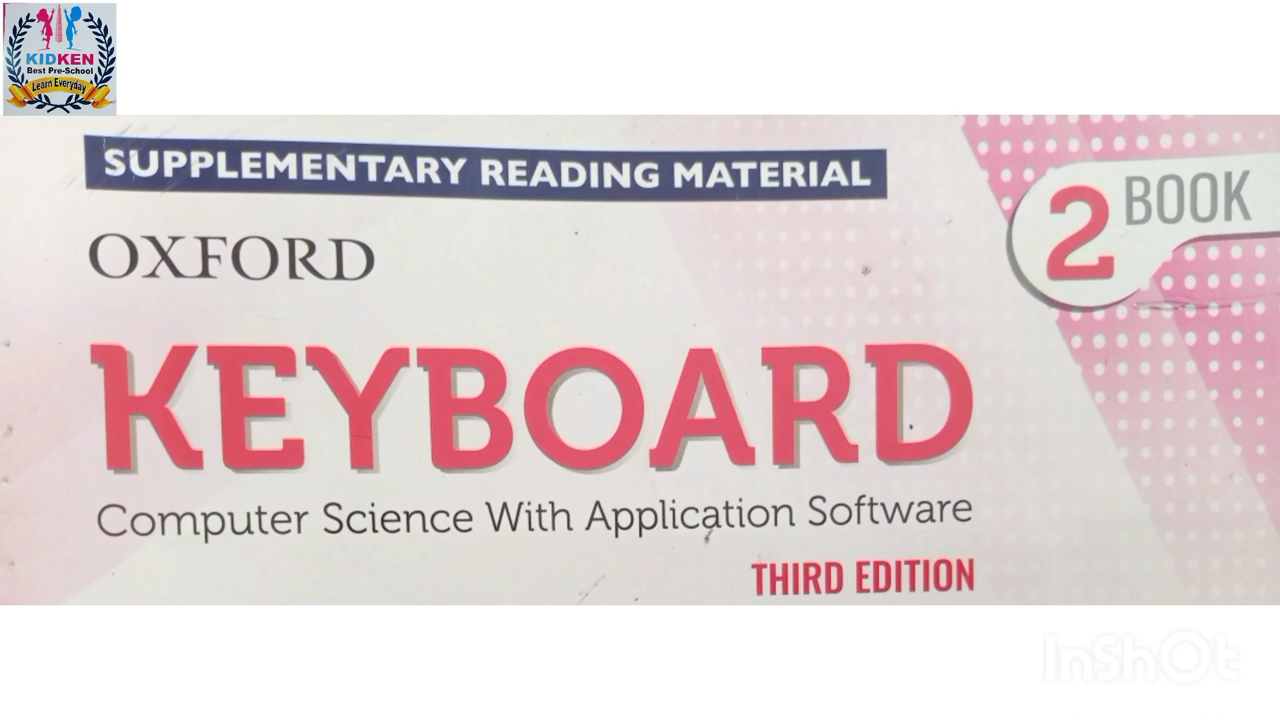 KIDKEN
Best Pre-School
Learn Everyday
SUPPLEMENTARY READING MATERIAL
2 BOOK
OXFORD
KEYBOARD
Computer Science With Application Software
THIRD EDITION
InShOt